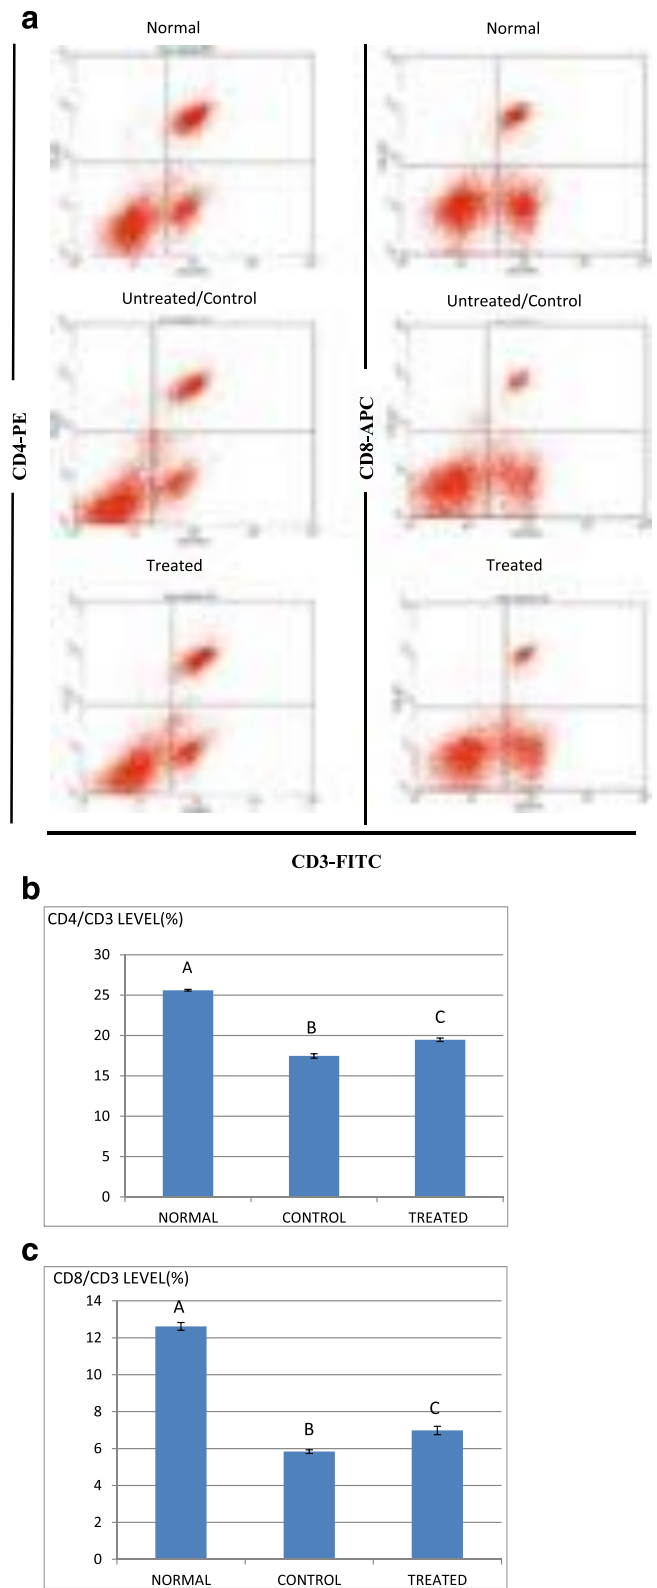 a
Normal
Normal
Untreated/Control
Untreated/Control
CD4-PE
CD8-APC
Treated
Treated
CD3-FITC
b
CD4/CD3 LEVEL(%)
30
25
20
15
10
5
0
A
B
C
NORMAL CONTROL TREATED
c
CD8/CD3 LEVEL(%)
14
12
10
8
6
4
2
0
A
B
C
NORMAL CONTROL TREATED